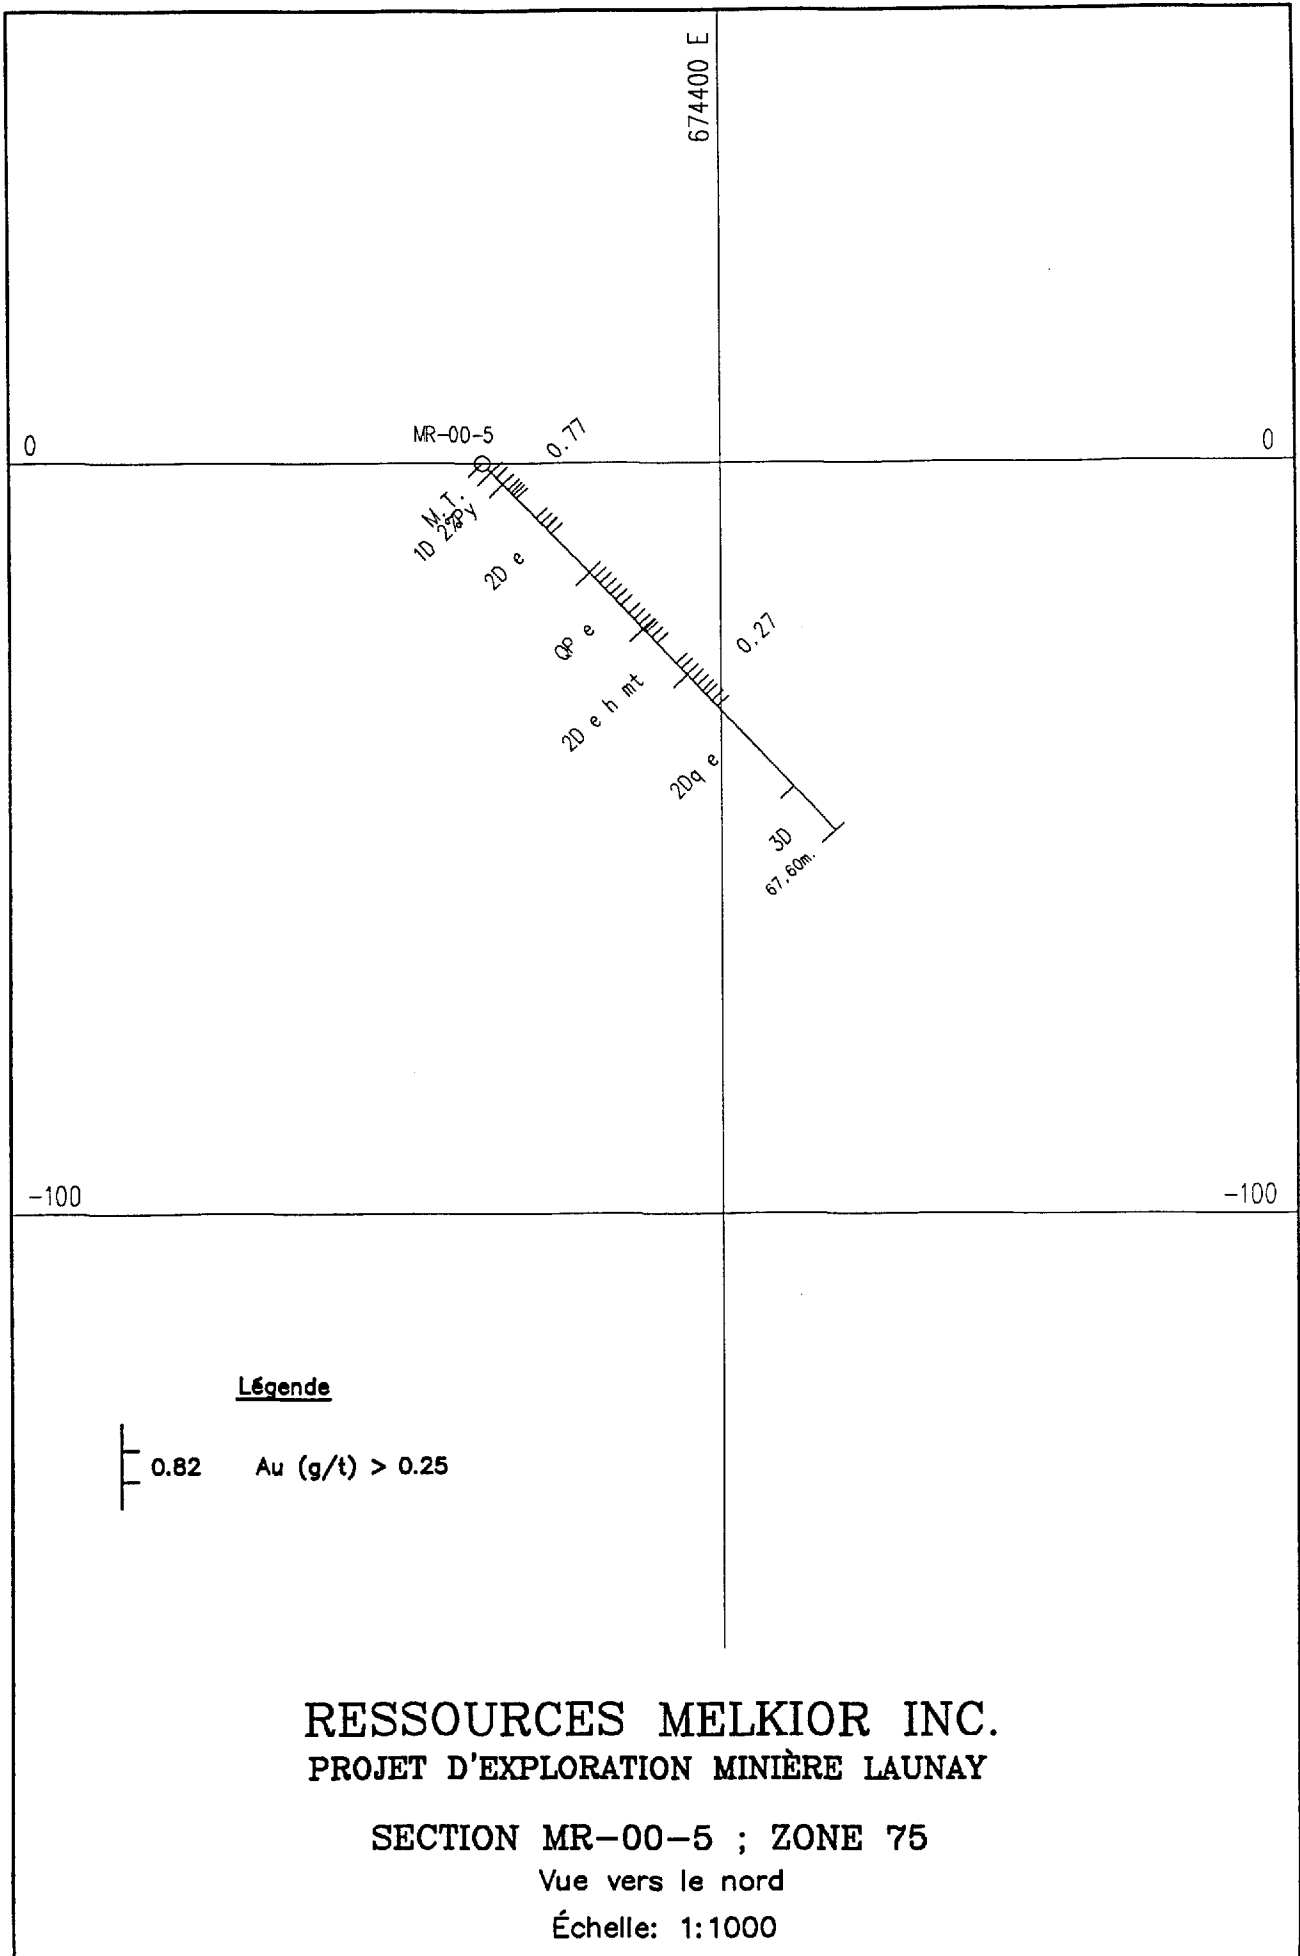 674400 E
0
MR-00-5
0.77
0
M.T.
1D 2%Py
2D e
QP e
0.27
2D e h mt
2Dq e
3D
67.60m.
-100
-100
Légende
0.82 Au (g/t) > 0.25
RESSOURCES MELKIOR INC.
PROJET D'EXPLORATION MINIÈRE LAUNAY
SECTION MR-00-5 ; ZONE 75
Vue vers le nord
Échelle: 1:1000